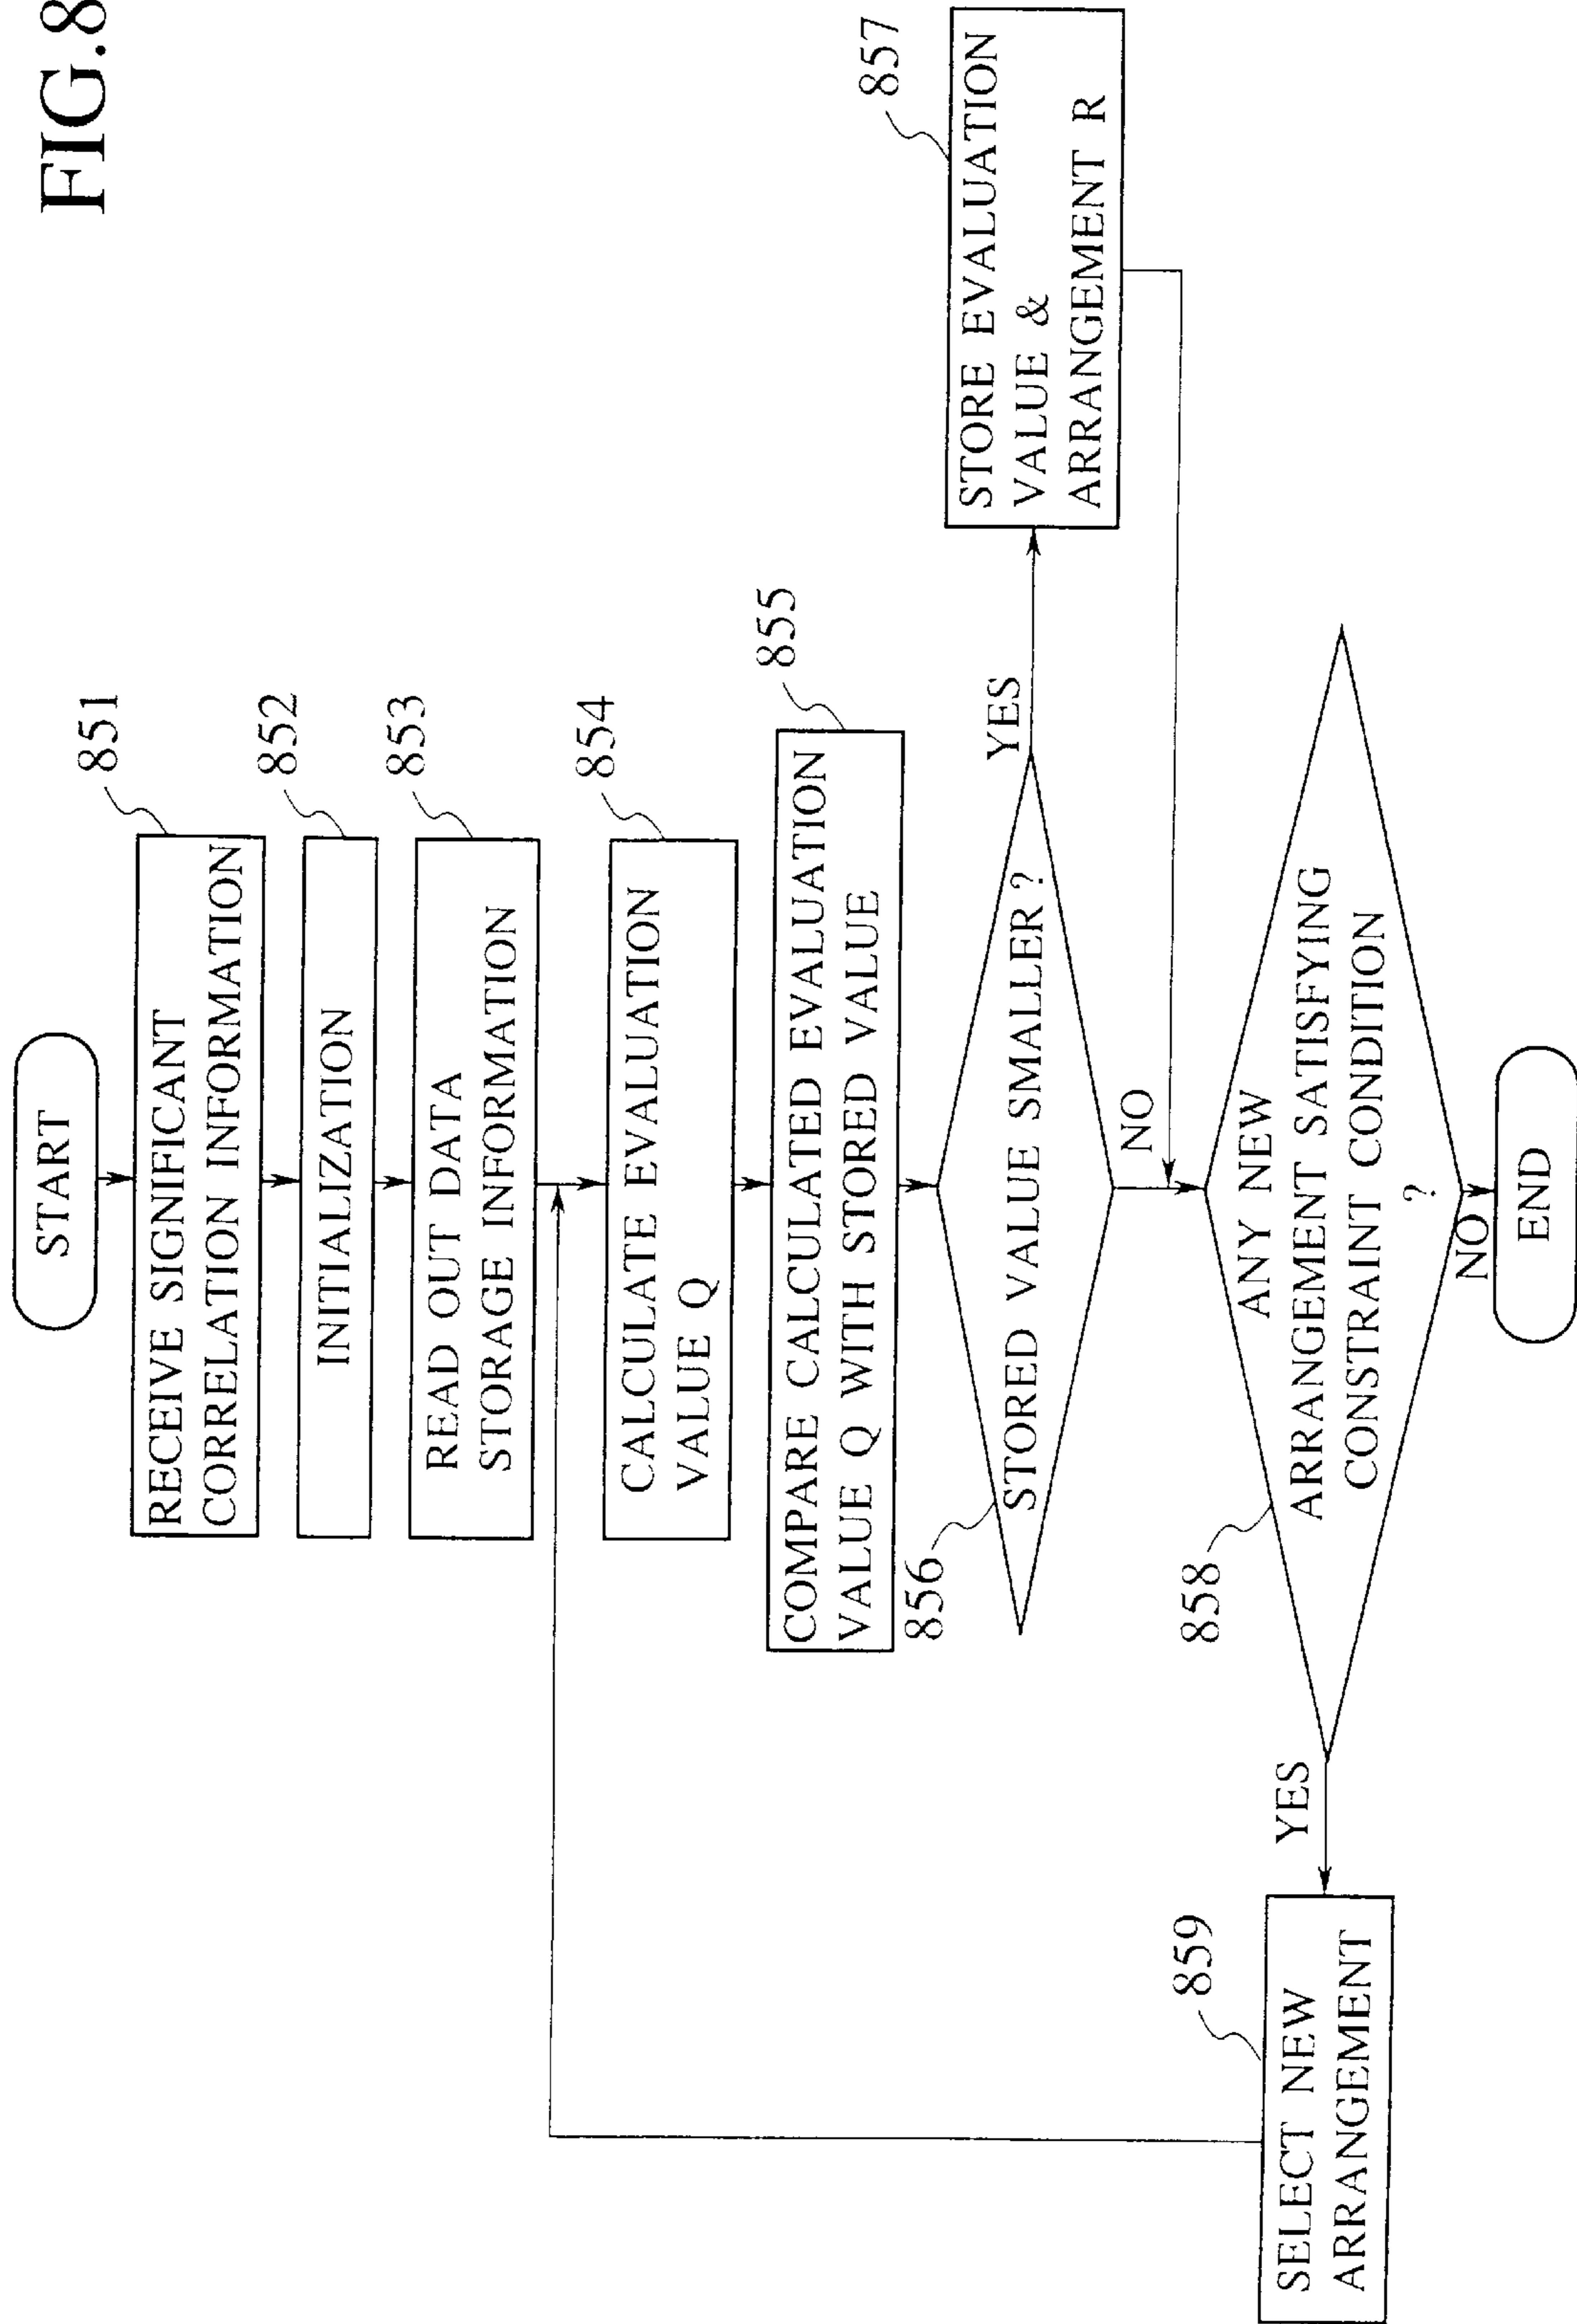 FIG.8
START
851
RECEIVE SIGNIFICANT
CORRELATION INFORMATION
852
INITIALIZATION
853
READ OUT DATA
STORAGE INFORMATION
854
CALCULATE EVALUATION
VALUE Q
855
COMPARE CALCULATED EVALUATION
VALUE Q WITH STORED VALUE
856
STORED VALUE SMALLER ?
YES
857
STORE EVALUATION
VALUE &
ARRANGEMENT R
NO
858
ANY NEW
ARRANGEMENT SATISFYING
CONSTRAINT CONDITION
?
YES
859
SELECT NEW
ARRANGEMENT
NO
END